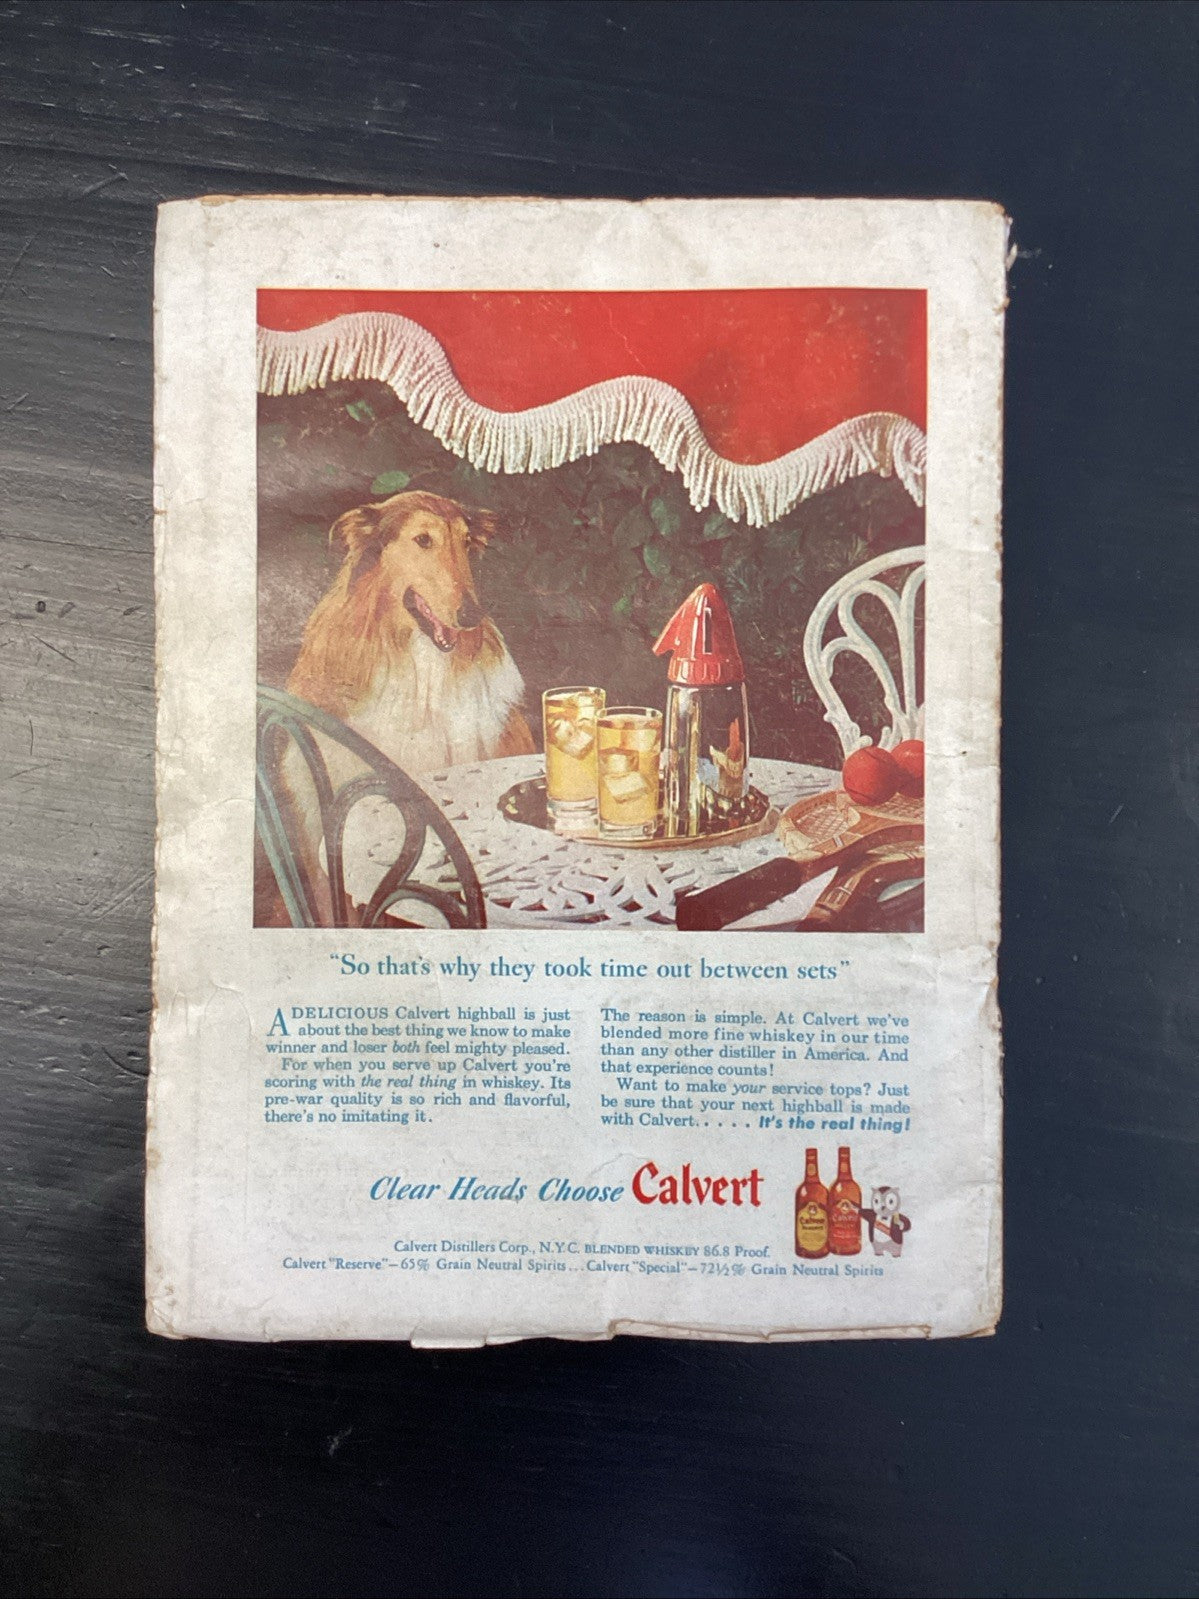 "So that's why they took time out between sets"
A DELICIOUS Calvert highball is just
about the best thing we know to make
winner and loser both feel mighty pleased.
For when you serve up Calvert you're
scoring with the real thing in whiskey. Its
pre-war quality is so rich and flavorful,
there's no imitating it.
The reason is simple. At Calvert we've
blended more fine whiskey in our time
than any other distiller in America. And
that experience counts!
Want to make your service tops? Just
be sure that your next highball is made
with Calvert..... It's the real thing!
Clear Heads Choose Calvert
Calvert
Calvert
Calvert Distillers Corp., N.Y.C. BLENDED WHISKEY 86.8 Proof.
Calvert "Reserve"—65% Grain Neutral Spirits...Calvert "Special"—72½% Grain Neutral Spirits